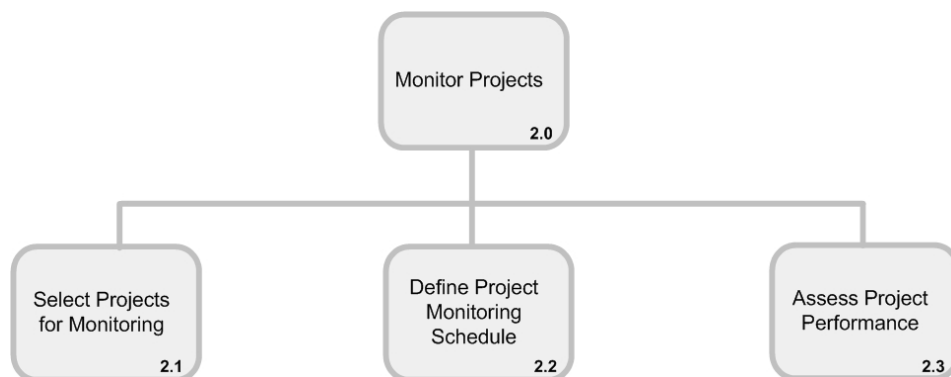 Monitor Projects
2.0
Select Projects
for Monitoring
2.1
Define Project
Monitoring
Schedule
2.2
Assess Project
Performance
2.3